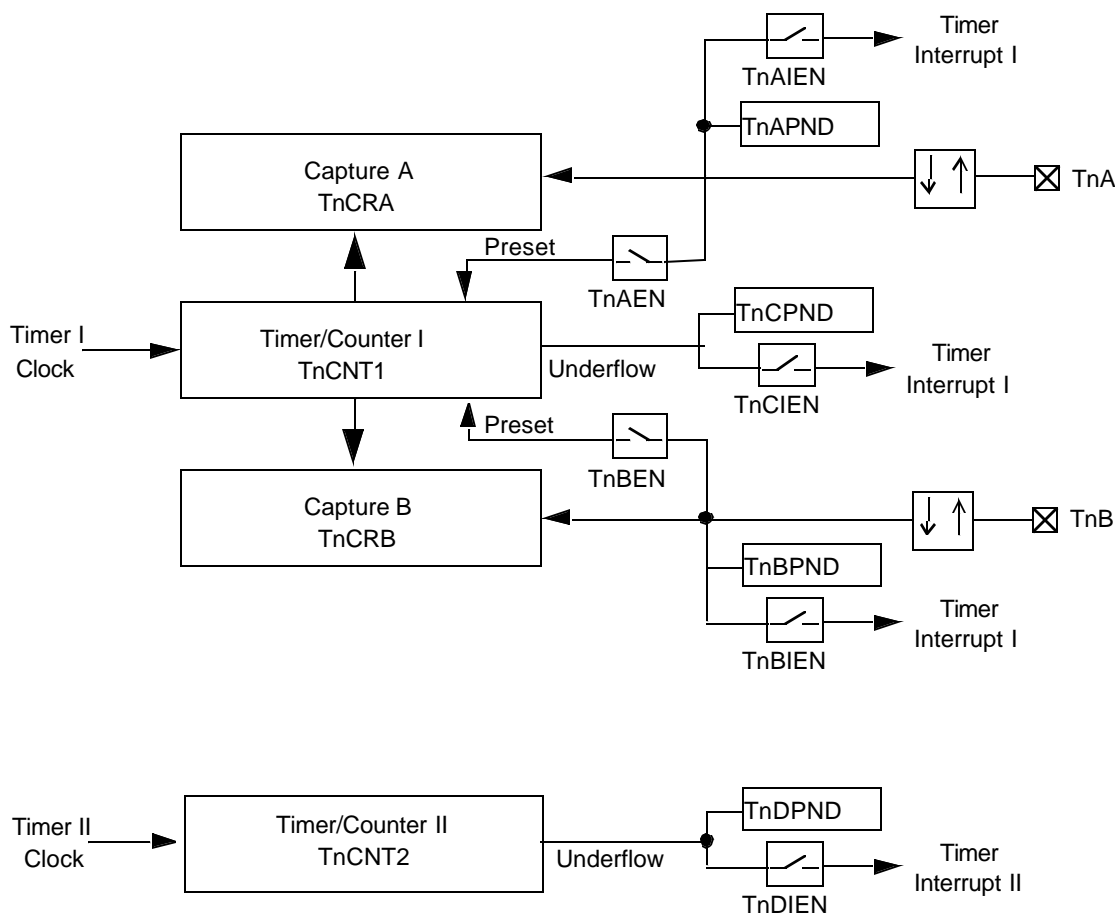 Timer
Interrupt I
TnAIEN
TnAPND
Capture A
TnCRA
TnA
Preset
TnAEN
TnCPND
Timer I
Clock
Timer/Counter I
TnCNT1
Underflow
Timer
Interrupt I
TnCIEN
Preset
TnBEN
Capture B
TnCRB
TnB
TnBPND
Timer
Interrupt I
TnBIEN
TnDPND
Timer II
Clock
Timer/Counter II
TnCNT2
Underflow
Timer
Interrupt II
TnDIEN